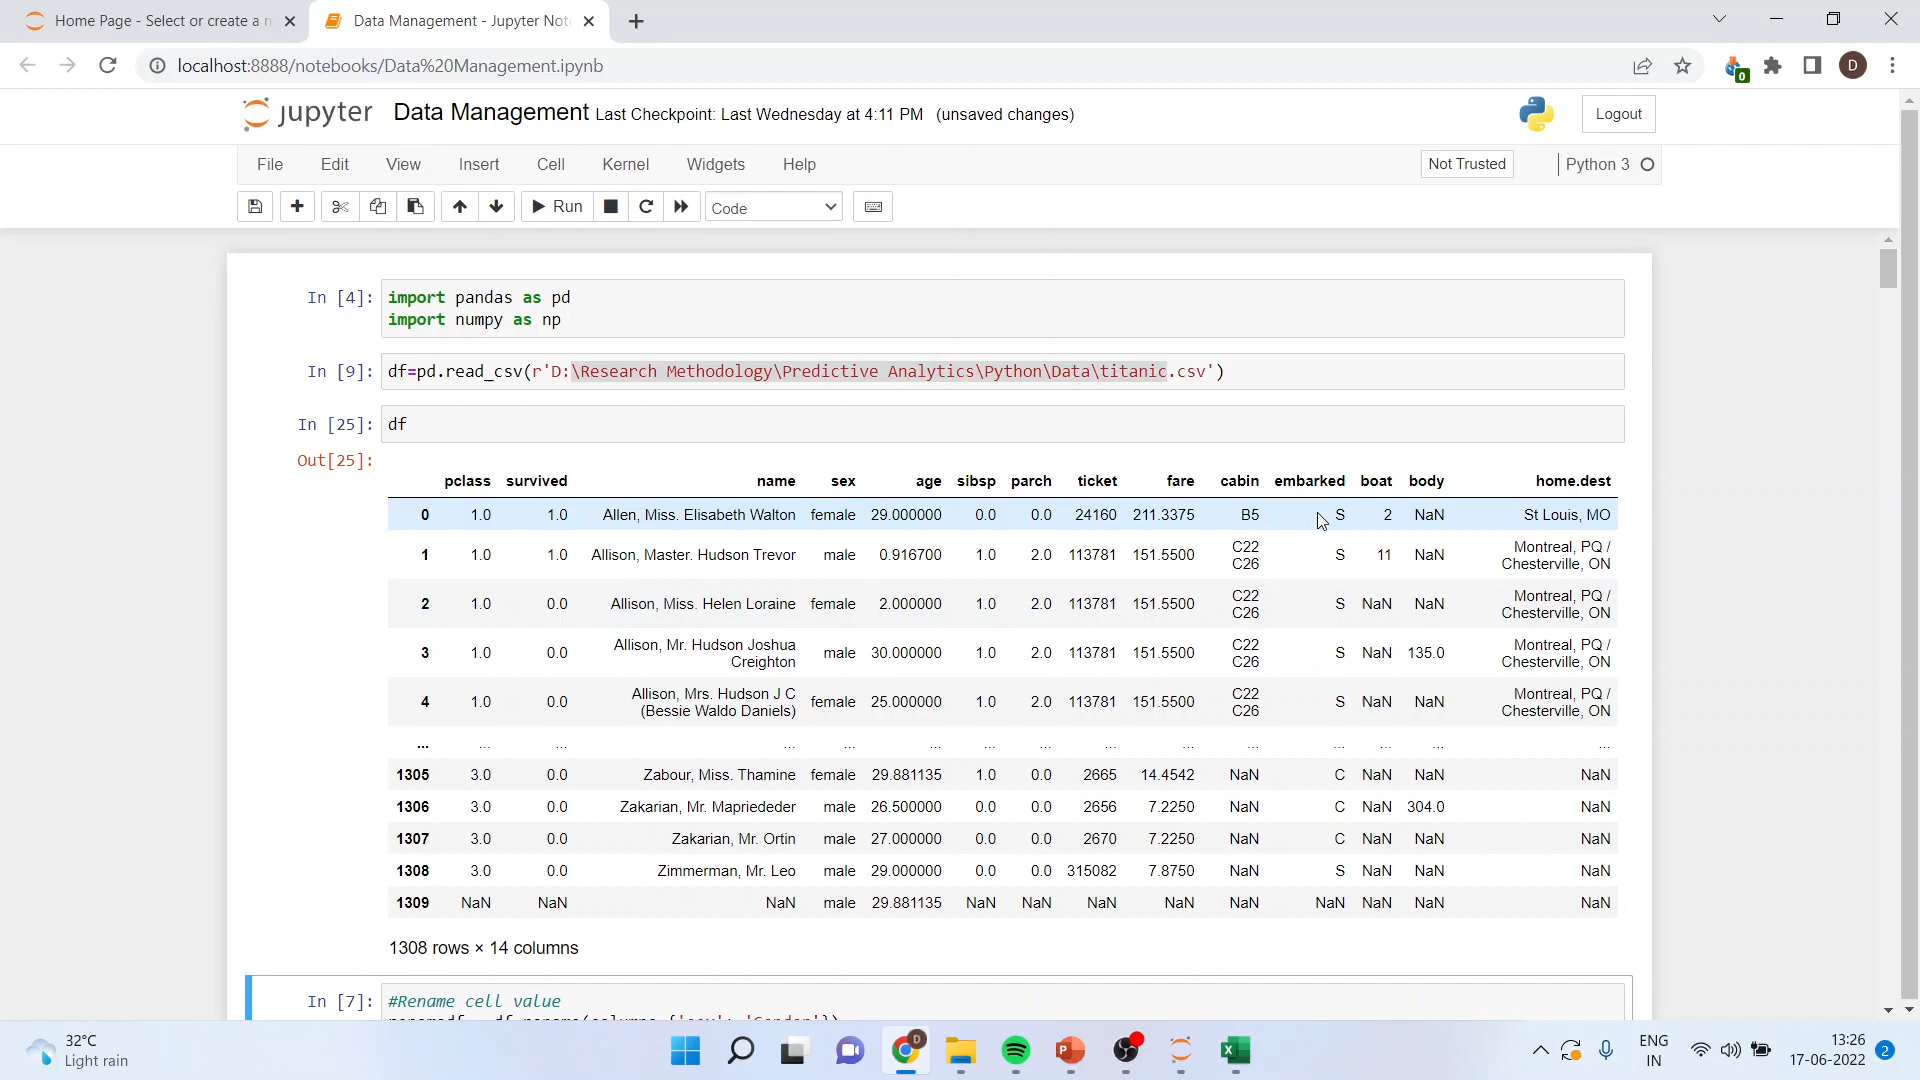 Home Page - Select or create a n
Data Management - Jupyter Not
localhost:8888/notebooks/Data%20Management.ipynb
0
D
jupyter Data Management Last Checkpoint: Last Wednesday at 4:11 PM (unsaved changes)
Logout
File Edit View Insert Cell Kernel Widgets Help
Not Trusted
Python 3
Run
Code
In [4]: import pandas as pd
import numpy as np
In [9]: df=pd.read_csv(r'D:\Research Methodology\Predictive Analytics\Python\Data\titanic.csv')
In [25]: df
Out[25]:
pclass survived name sex age sibsp parch ticket fare cabin embarked boat body home.dest
0 1.0 1.0 Allen, Miss. Elisabeth Walton female 29.000000 0.0 0.0 24160 211.3375 B5 S 2 NaN St Louis, MO
1 1.0 1.0 Allison, Master. Hudson Trevor male 0.916700 1.0 2.0 113781 151.5500 C22 C26 S 11 NaN Montreal, PQ / Chesterville, ON
2 1.0 0.0 Allison, Miss. Helen Loraine female 2.000000 1.0 2.0 113781 151.5500 C22 C26 S NaN NaN Montreal, PQ / Chesterville, ON
3 1.0 0.0 Allison, Mr. Hudson Joshua Creighton male 30.000000 1.0 2.0 113781 151.5500 C22 C26 S NaN 135.0 Montreal, PQ / Chesterville, ON
4 1.0 0.0 Allison, Mrs. Hudson J C (Bessie Waldo Daniels) female 25.000000 1.0 2.0 113781 151.5500 C22 C26 S NaN NaN Montreal, PQ / Chesterville, ON
... ... ... ... ... ... ... ... ... ... ... ... ... ... ...
1305 3.0 0.0 Zabour, Miss. Thamine female 29.881135 1.0 0.0 2665 14.4542 NaN C NaN NaN NaN
1306 3.0 0.0 Zakarian, Mr. Mapriededer male 26.500000 0.0 0.0 2656 7.2250 NaN C NaN 304.0 NaN
1307 3.0 0.0 Zakarian, Mr. Ortin male 27.000000 0.0 0.0 2670 7.2250 NaN C NaN NaN NaN
1308 3.0 0.0 Zimmerman, Mr. Leo male 29.000000 0.0 0.0 315082 7.8750 NaN S NaN NaN NaN
1309 NaN NaN NaN male 29.881135 NaN NaN NaN NaN NaN NaN NaN NaN NaN
1308 rows × 14 columns
In [7]: #Rename cell value
32°C
Light rain
D
P
ENG
IN
13:26
17-06-2022
2